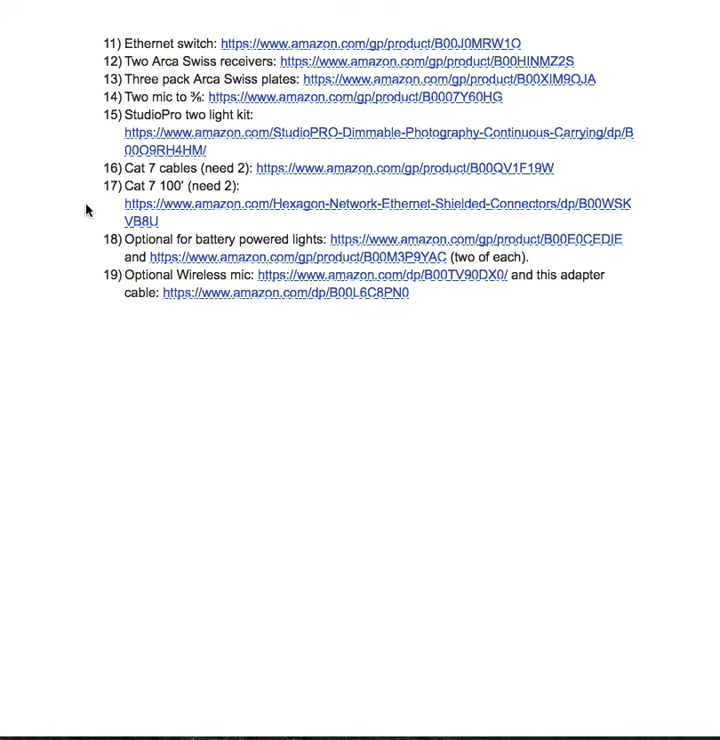 11) Ethernet switch: https://www.amazon.com/gp/product/B00J0MRW1O
12) Two Arca Swiss receivers: https://www.amazon.com/gp/product/B00HINMZ2S
13) Three pack Arca Swiss plates: https://www.amazon.com/gp/product/B00XIM9OJA
14) Two mic to ⅜: https://www.amazon.com/gp/product/B0007Y60HG
15) StudioPro two light kit:
https://www.amazon.com/StudioPRO-Dimmable-Photography-Continuous-Carrying/dp/B
00O9RH4HM/
16) Cat 7 cables (need 2): https://www.amazon.com/gp/product/B00QV1F19W
17) Cat 7 100' (need 2):
https://www.amazon.com/Hexagon-Network-Ethernet-Shielded-Connectors/dp/B00WSK
VB8U
18) Optional for battery powered lights: https://www.amazon.com/gp/product/B00E0CEDIE
and https://www.amazon.com/gp/product/B00M3P9YAC (two of each).
19) Optional Wireless mic: https://www.amazon.com/dp/B00TV90DX0/ and this adapter
cable: https://www.amazon.com/dp/B00L6C8PN0